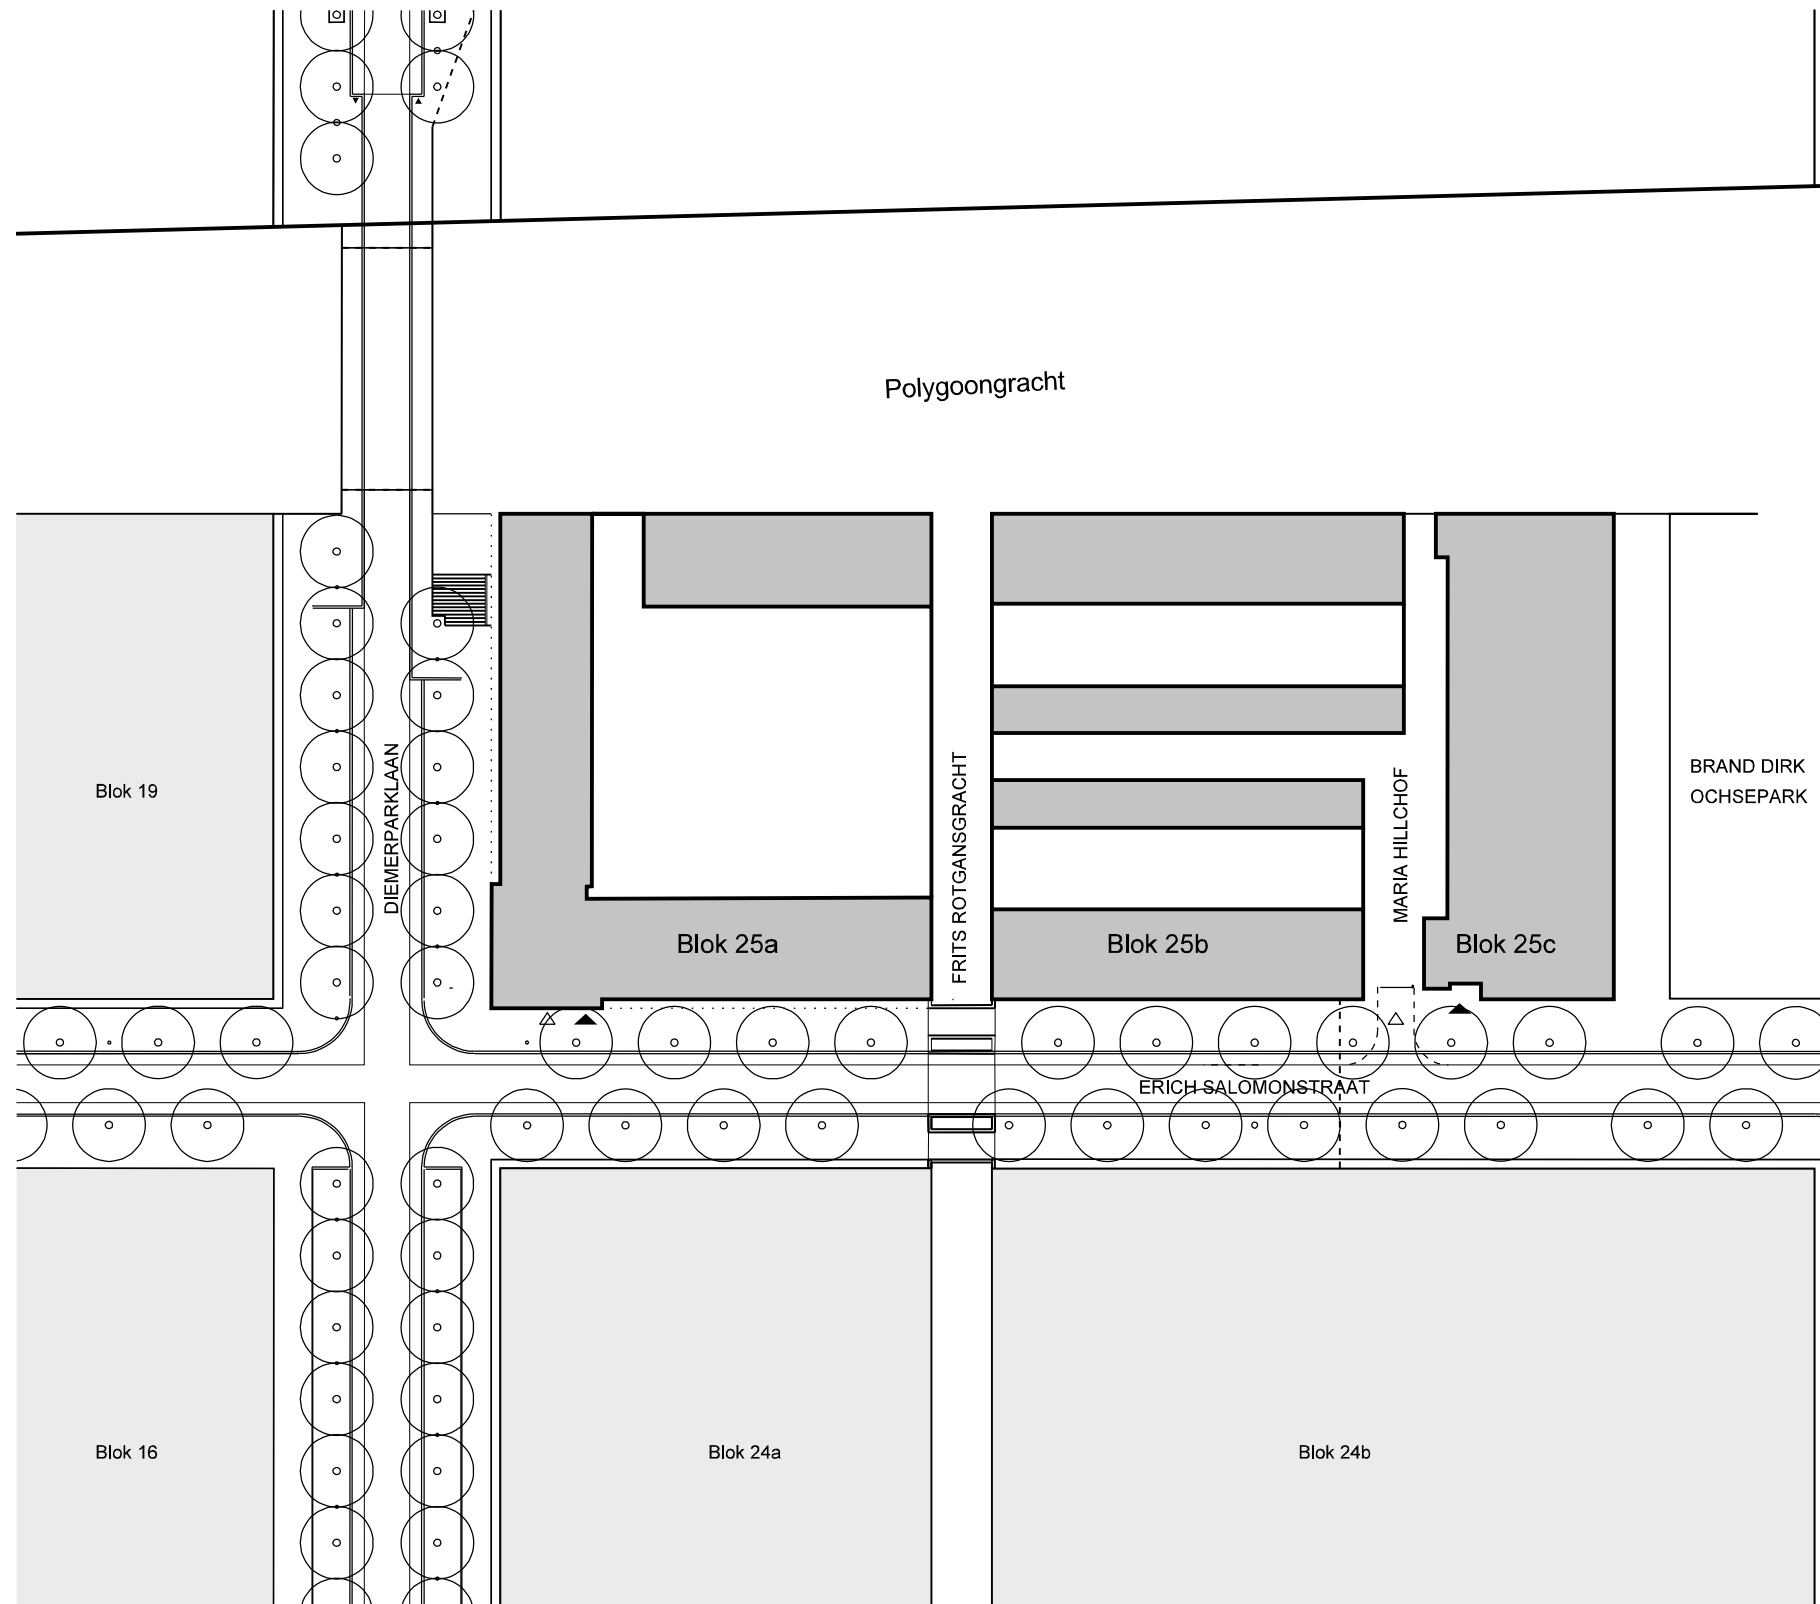 Polygoongracht
Blok 19
DIEMERPARKLAAN
FRITS ROTGANSGRACHT
MARIA HILLCHOF
BRAND DIRK
OCHSEPARK
Blok 25a
Blok 25b
Blok 25c
ERICH SALOMONSTRAAT
Blok 16
Blok 24a
Blok 24b